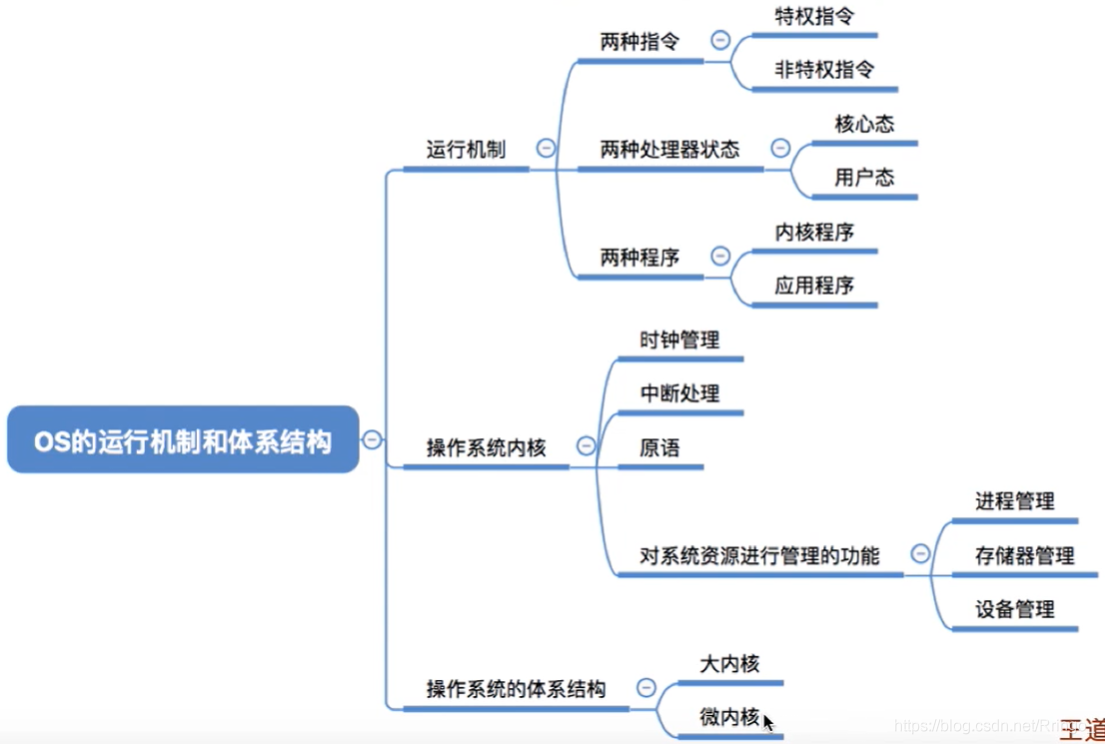 OS的运行机制和体系结构
运行机制
两种指令
特权指令
非特权指令
两种处理器状态
核心态
用户态
两种程序
内核程序
应用程序
操作系统内核
时钟管理
中断处理
原语
对系统资源进行管理的功能
进程管理
存储器管理
设备管理
操作系统的体系结构
大内核
微内核
王道